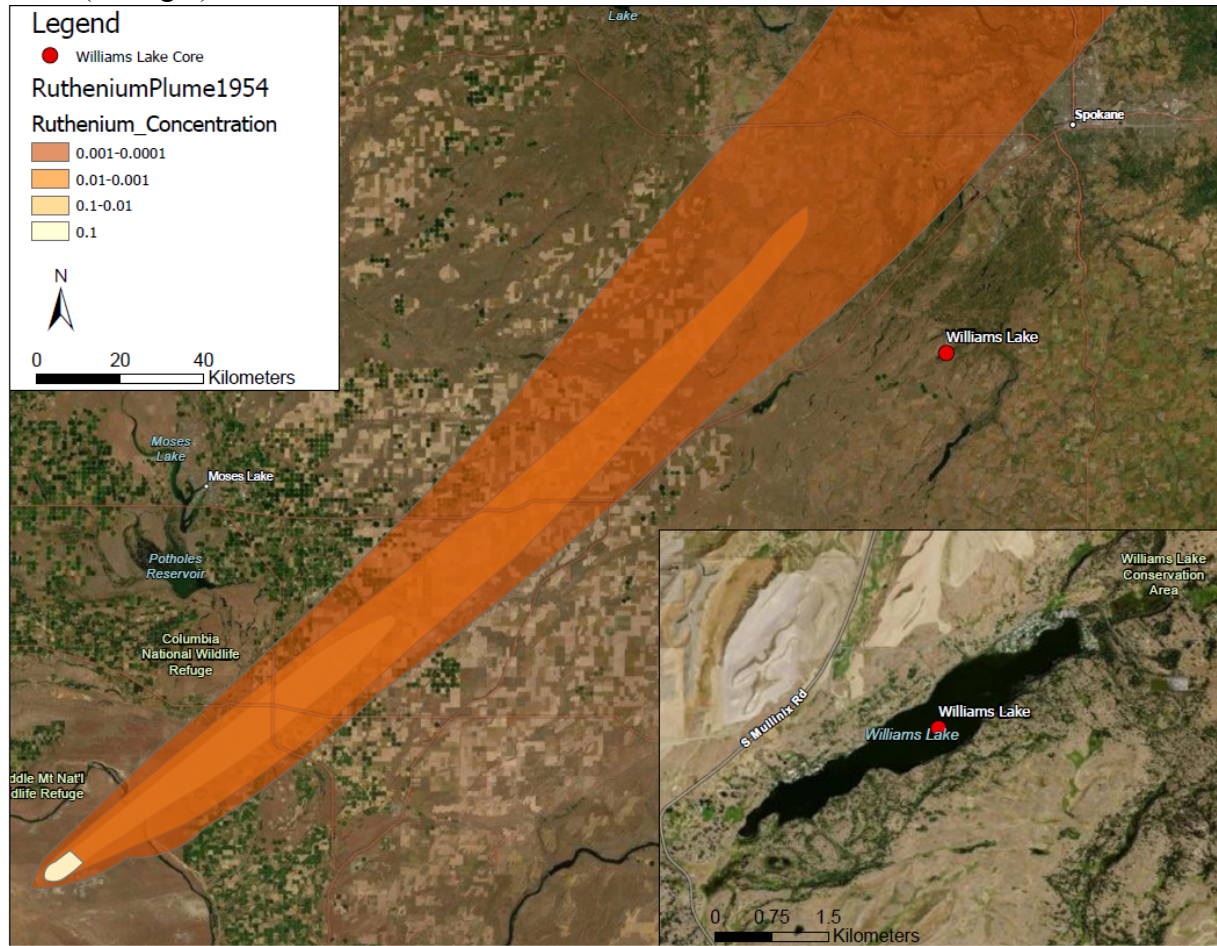 Legend
Williams Lake Core
RutheniumPlume1954
Ruthenium_Concentration
0.001-0.0001
0.01-0.001
0.1-0.01
0.1
N
0 20 40
Kilometers
Lake
Spokane
Williams Lake
Moses
Lake
Moses Lake
Potholes
Reservoir
Columbia
National Wildlife
Refuge
ddle Mt Nat'l
dlife Refuge
Williams Lake
Conservation
Area
S Mullinix Rd
Williams Lake
Williams Lake
0 0.75 1.5
Kilometers